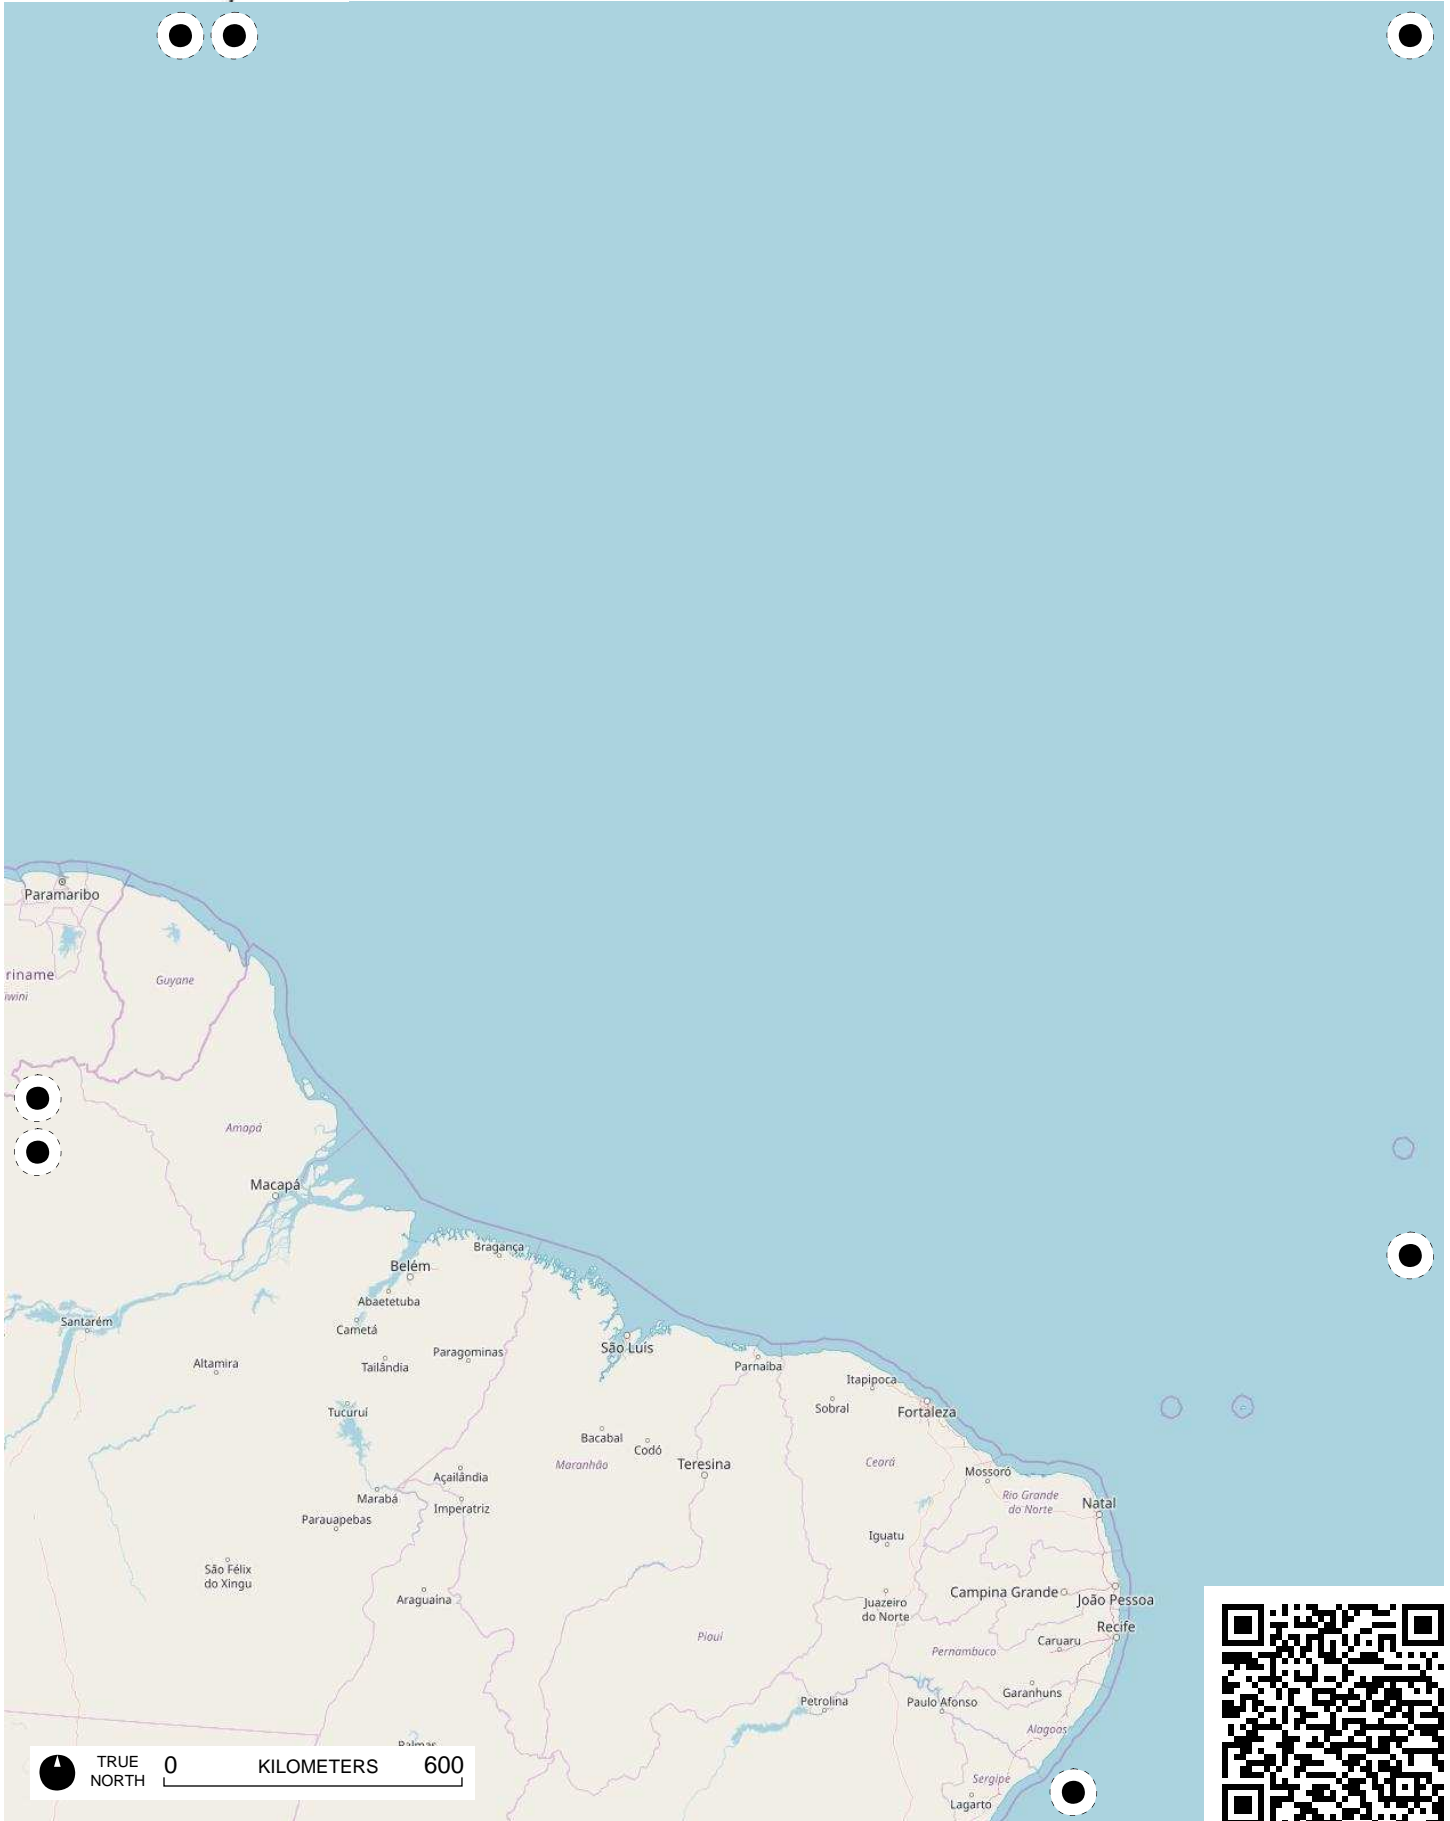 Paramaribo
riname
iwini
Guyane
Amapá
Macapá
Bragança
Belém
Abaetetuba
Santarém
Cametá
São Luís
Paragominas
Altamira
Tailândia
Parnaíba
Itapipoca
Sobral
Fortaleza
Tucuruí
Bacabal
Codó
Maranhão
Teresina
Ceará
Açailândia
Mossoró
Marabá
Imperatriz
Rio Grande
do Norte
Natal
Parauapebas
Iguatu
São Félix
do Xingu
Araguaína
Campina Grande
João Pessoa
Juazeiro
do Norte
Recife
Piauí
Caruaru
Pernambuco
Garanhuns
Petrolina
Paulo Afonso
Alagoas
Palmas
Sergipe
Lagarto
TRUE
NORTH
0 KILOMETERS 600